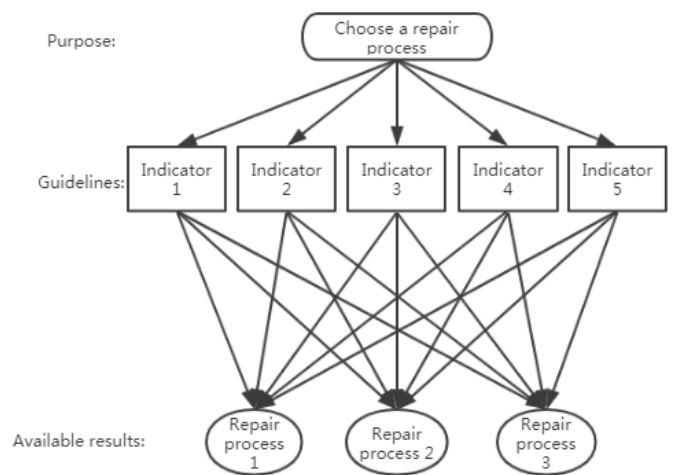 Purpose:
Choose a repair
process
Guidelines:
Indicator
1
Indicator
2
Indicator
3
Indicator
4
Indicator
5
Available results:
Repair
process
1
Repair
process 2
Repair
process
3